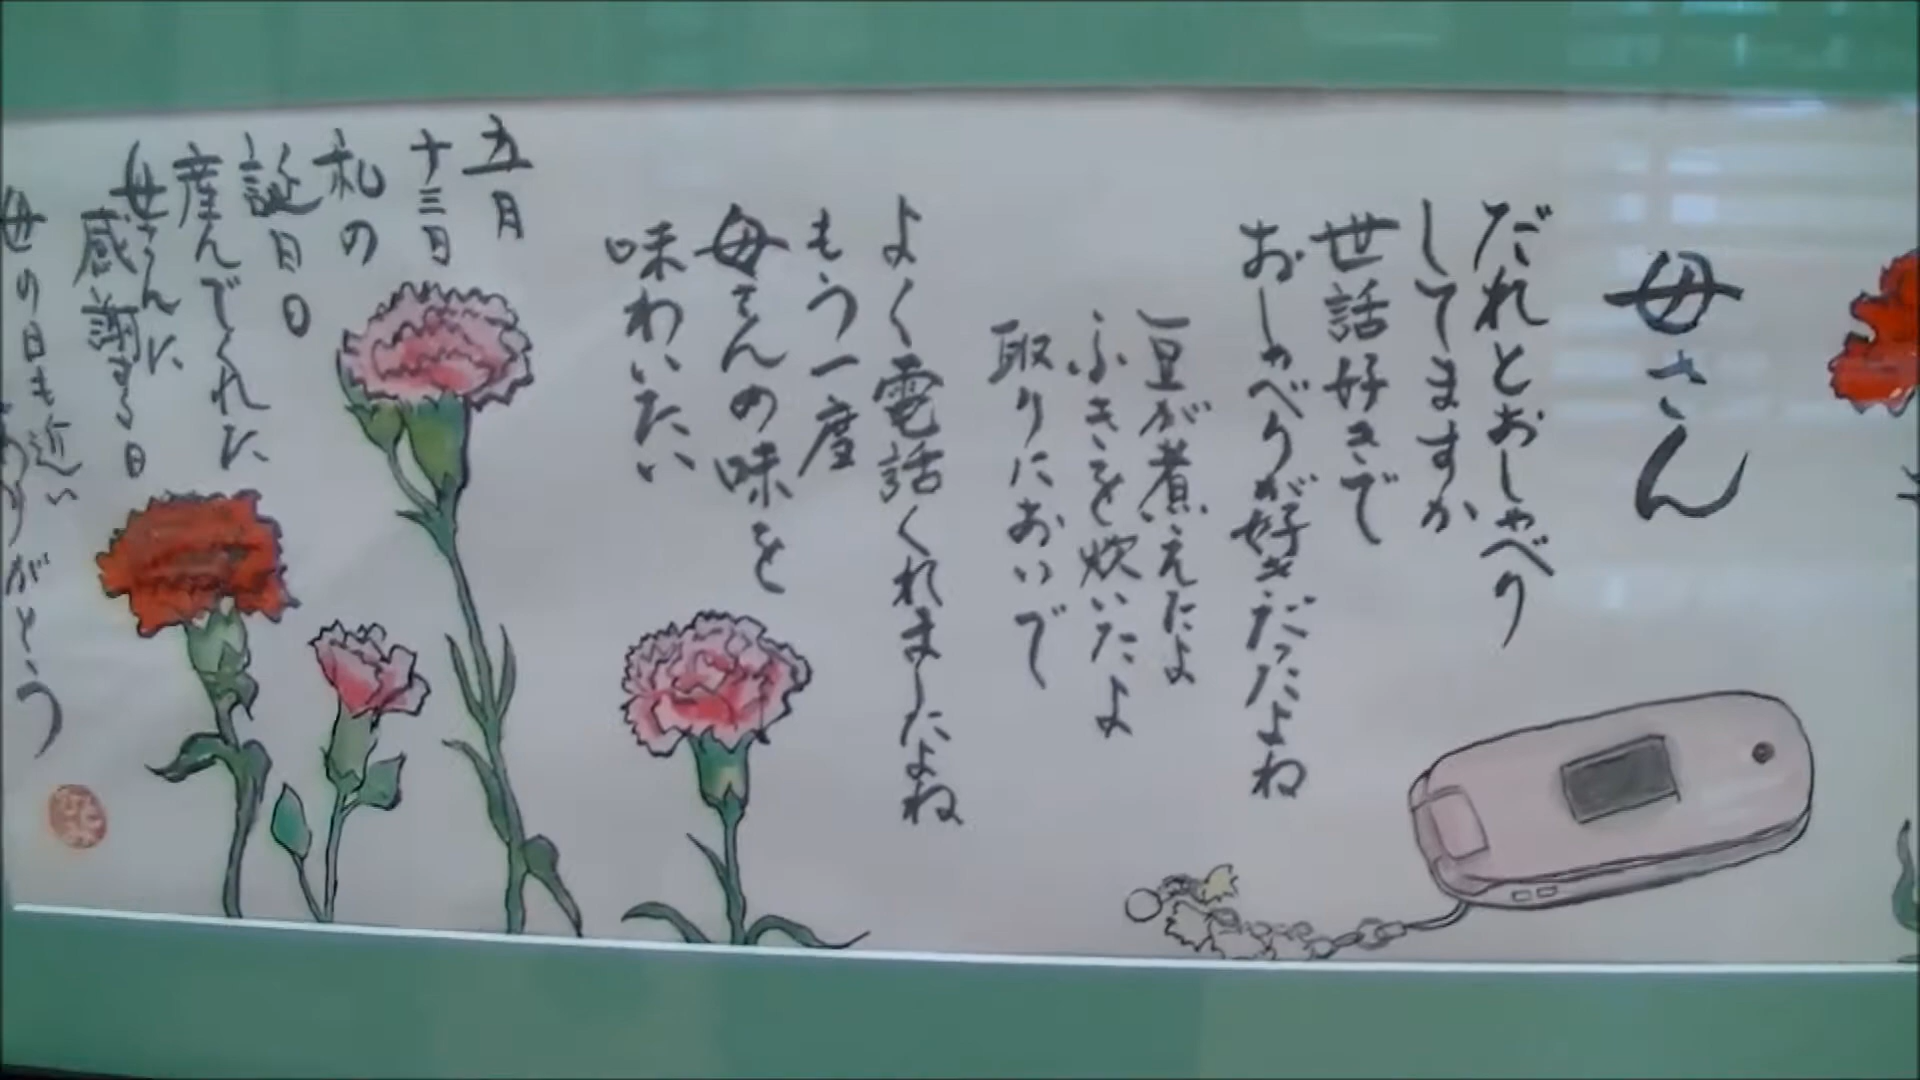 母さん
だれとおしゃべり
してますか
世話好きで
おしゃべりが好きだったよね
豆が煮えたよ
ふきを炊いたよ
取りにおいで
よく電話くれましたよね
もう一度
母さんの味を
味わいたい
五月
十三日
私の
誕生日
産んでくれた
母さんに
感謝する日
母の日も近い
ありがとう